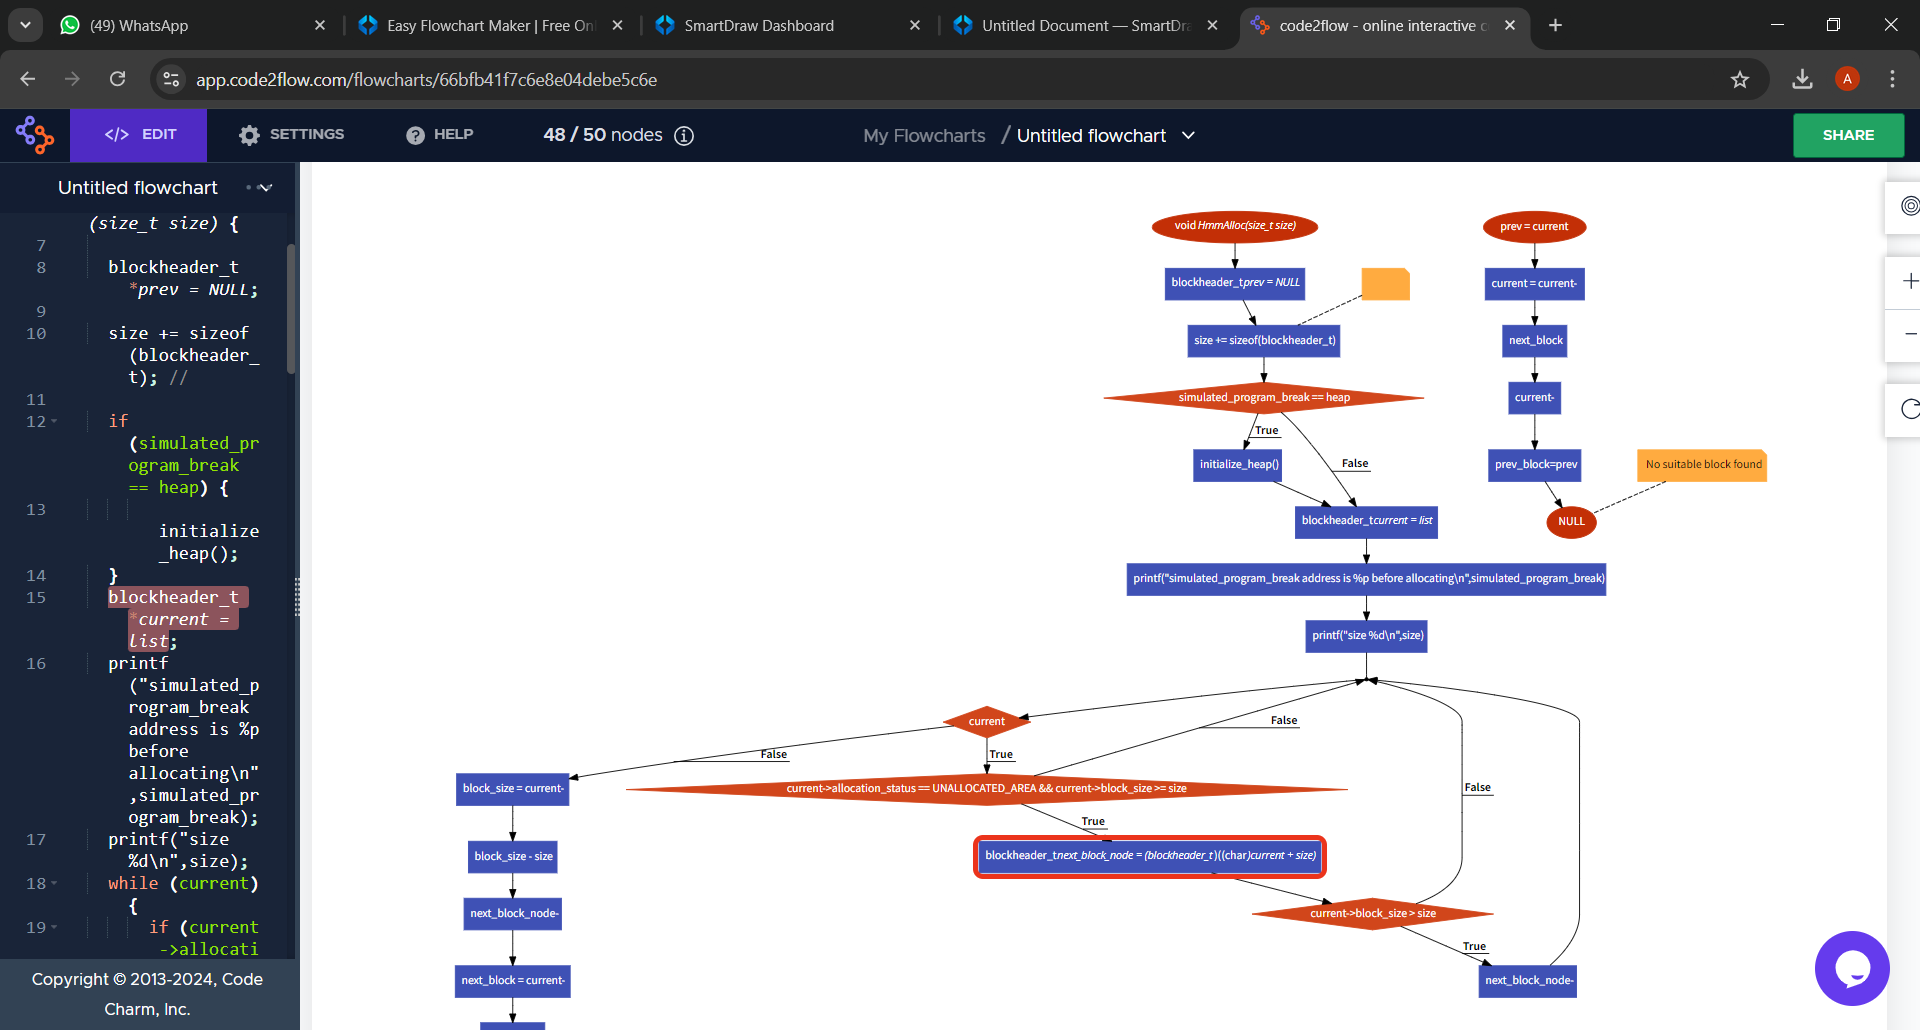 (49) WhatsApp
Easy Flowchart Maker | Free On
SmartDraw Dashboard
Untitled Document — SmartDra
code2flow - online interactive c
app.code2flow.com/flowcharts/66bfb41f7c6e8e04debe5c6e
A
</> EDIT
SETTINGS
? HELP
48 / 50 nodes
My Flowcharts / Untitled flowchart
SHARE
Untitled flowchart
(size_t size) {
7
8 blockheader_t
*prev = NULL;
9
10 size += sizeof
(blockheader_
t); //
11
12 if
(simulated_pr
ogram_break
== heap) {
13
initialize
_heap();
14 }
15 blockheader_t
*current =
list;
16 printf
("simulated_p
rogram_break
address is %p
before
allocating\n"
,simulated_pr
ogram_break);
17 printf("size
%d\n",size);
18 while (current)
{
19 if (current
->allocati
Copyright © 2013-2024, Code
Charm, Inc.
void HmmAlloc(size_t size)
blockheader_tprev = NULL
size += sizeof(blockheader_t)
simulated_program_break == heap
True
False
initialize_heap()
blockheader_tcurrent = list
printf("simulated_program_break address is %p before allocating\n",simulated_program_break)
printf("size %d\n",size)
current
False
True
False
block_size = current-
current->allocation_status == UNALLOCATED_AREA && current->block_size >= size
False
True
block_size - size
blockheader_tnext_block_node = (blockheader_t)((char)current + size)
next_block_node-
current->block_size > size
True
next_block = current-
next_block_node-
prev = current
current = current-
next_block
current-
prev_block=prev
No suitable block found
NULL